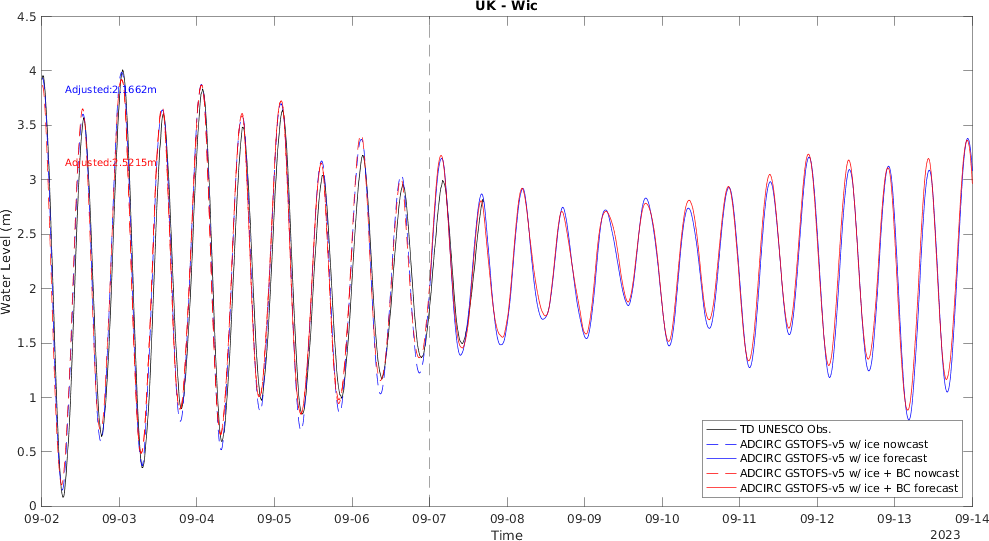 UK - Wic
4.5
4
3.5
3
2.5
2
1.5
1
0.5
0
Water Level (m)
Adjusted:2.1662m
Adjusted:2.5215m
TD UNESCO Obs.
ADCIRC GSTOFS-v5 w/ ice nowcast
ADCIRC GSTOFS-v5 w/ ice forecast
ADCIRC GSTOFS-v5 w/ ice + BC nowcast
ADCIRC GSTOFS-v5 w/ ice + BC forecast
09-02 09-03 09-04 09-05 09-06 09-07 09-08 09-09 09-10 09-11 09-12 09-13 09-14
Time
2023